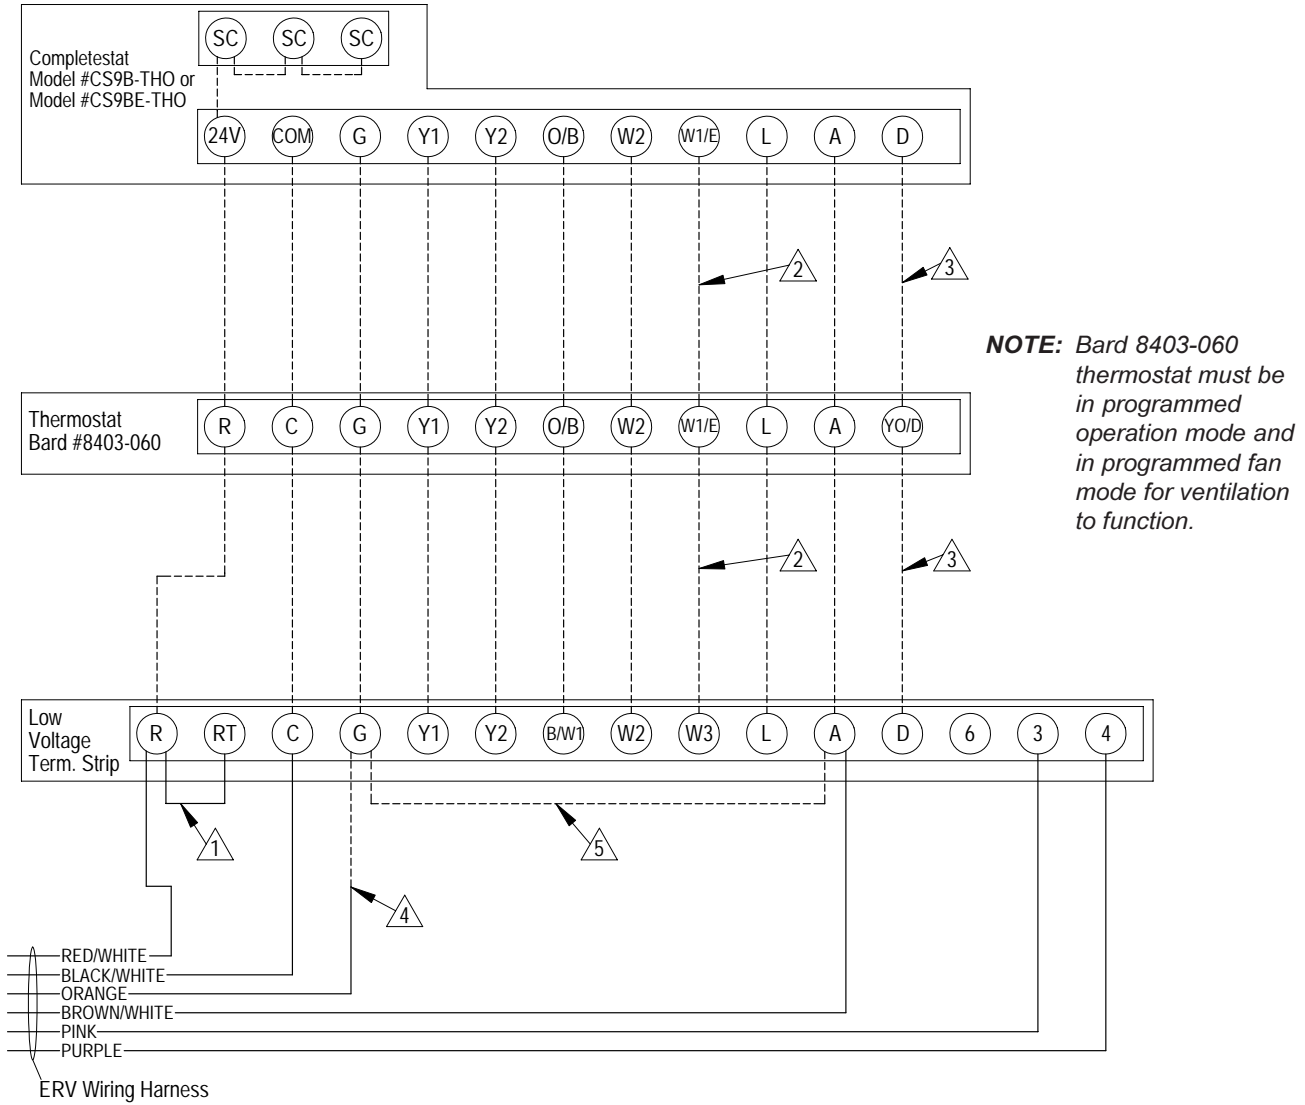 SC SC SC
Completestat
Model #CS9B-THO or
Model #CS9BE-THO
24V COM G Y1 Y2 O/B W2 W1/E L A D
2 3
NOTE: Bard 8403-060
thermostat must be
in programmed
operation mode and
in programmed fan
mode for ventilation
to function.
Thermostat
Bard #8403-060
R C G Y1 Y2 O/B W2 W1/E L A YO/D
2 3
Low
Voltage
Term. Strip
R RT C G Y1 Y2 B/W1 W2 W3 L A D 6 3 4
1 5
4
RED/WHITE
BLACK/WHITE
ORANGE
BROWN/WHITE
PINK
PURPLE
ERV Wiring Harness